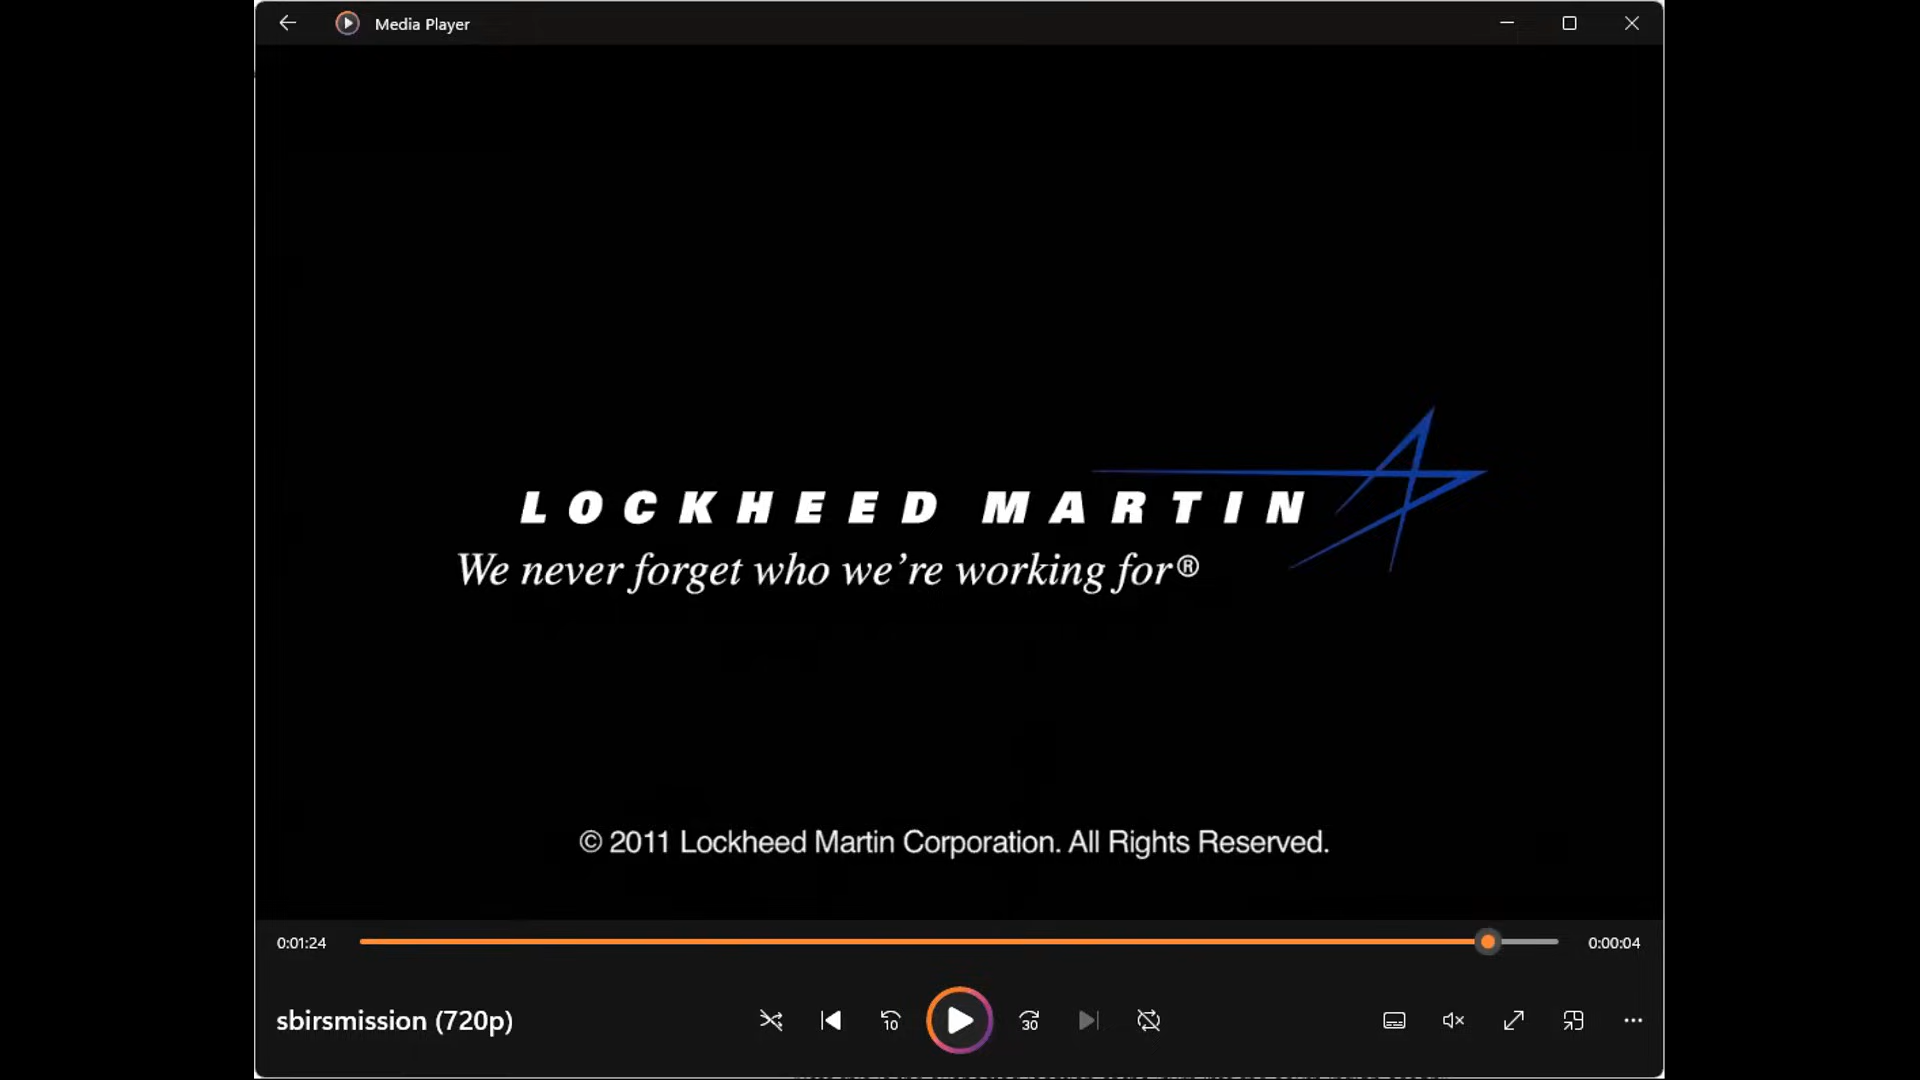 Media Player
LOCKHEED MARTIN
We never forget who we're working for®
© 2011 Lockheed Martin Corporation. All Rights Reserved.
0:01:24
0:00:04
sbirsmission (720p)
10
30